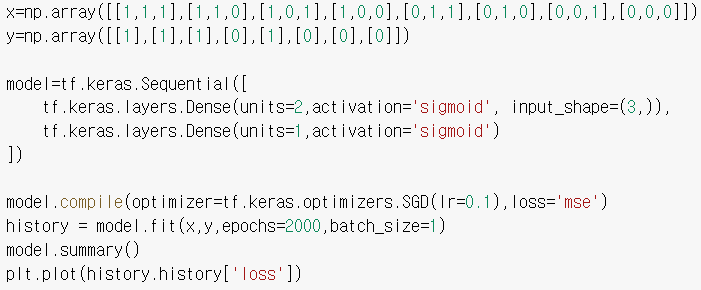 x=np.array([[1,1,1],[1,1,0],[1,0,1],[1,0,0],[0,1,1],[0,1,0],[0,0,1],[0,0,0]])
y=np.array([[1],[1],[1],[0],[1],[0],[0],[0]])
model=tf.keras.Sequential([
    tf.keras.layers.Dense(units=2,activation='sigmoid', input_shape=(3,)),
    tf.keras.layers.Dense(units=1,activation='sigmoid')
])
model.compile(optimizer=tf.keras.optimizers.SGD(lr=0.1),loss='mse')
history = model.fit(x,y,epochs=2000,batch_size=1)
model.summary()
plt.plot(history.history['loss'])